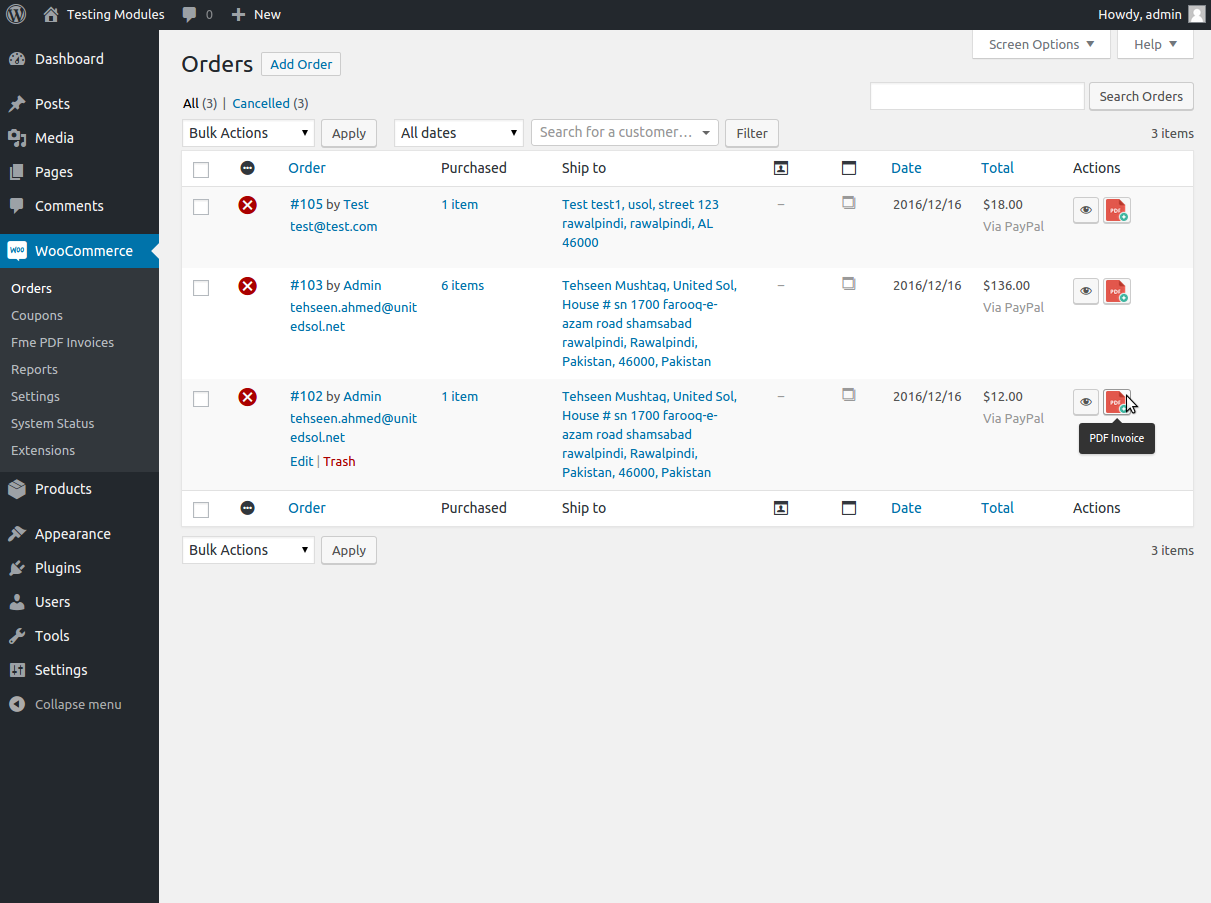 Testing Modules 0 New Howdy, admin
Screen Options Help
Dashboard
Posts
Media
Pages
Comments
WOO WooCommerce
Orders
Coupons
Fme PDF Invoices
Reports
Settings
System Status
Extensions
Products
Appearance
Plugins
Users
Tools
Settings
Collapse menu
Orders Add Order
All (3) | Cancelled (3)
Search Orders
Bulk Actions Apply All dates Search for a customer… Filter 3 items
Order Purchased Ship to Date Total Actions
#105 by Test
test@test.com
1 item
Test test1, usol, street 123
rawalpindi, rawalpindi, AL
46000
–
2016/12/16
$18.00
Via PayPal
PDF
#103 by Admin
tehseen.ahmed@unit
edsol.net
6 items
Tehseen Mushtaq, United Sol,
House # sn 1700 farooq-e-
azam road shamsabad
rawalpindi, Rawalpindi,
Pakistan, 46000, Pakistan
–
2016/12/16
$136.00
Via PayPal
PDF
#102 by Admin
tehseen.ahmed@unit
edsol.net
Edit | Trash
1 item
Tehseen Mushtaq, United Sol,
House # sn 1700 farooq-e-
azam road shamsabad
rawalpindi, Rawalpindi,
Pakistan, 46000, Pakistan
–
2016/12/16
$12.00
Via PayPal
PDF
PDF Invoice
Order Purchased Ship to Date Total Actions
Bulk Actions Apply 3 items